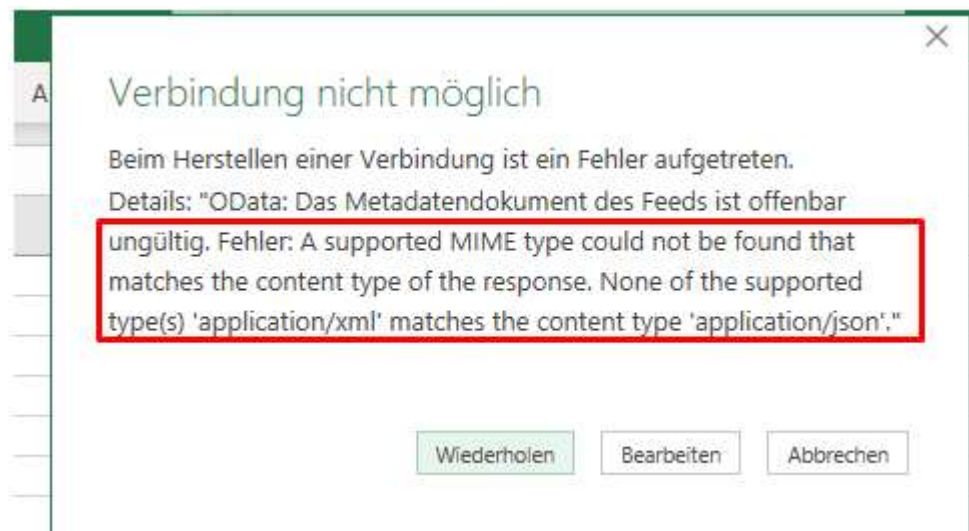 A
Verbindung nicht möglich
Beim Herstellen einer Verbindung ist ein Fehler aufgetreten.
Details: "OData: Das Metadatendokument des Feeds ist offenbar
ungültig. Fehler: A supported MIME type could not be found that
matches the content type of the response. None of the supported
type(s) 'application/xml' matches the content type 'application/json'."
Wiederholen Bearbeiten Abbrechen